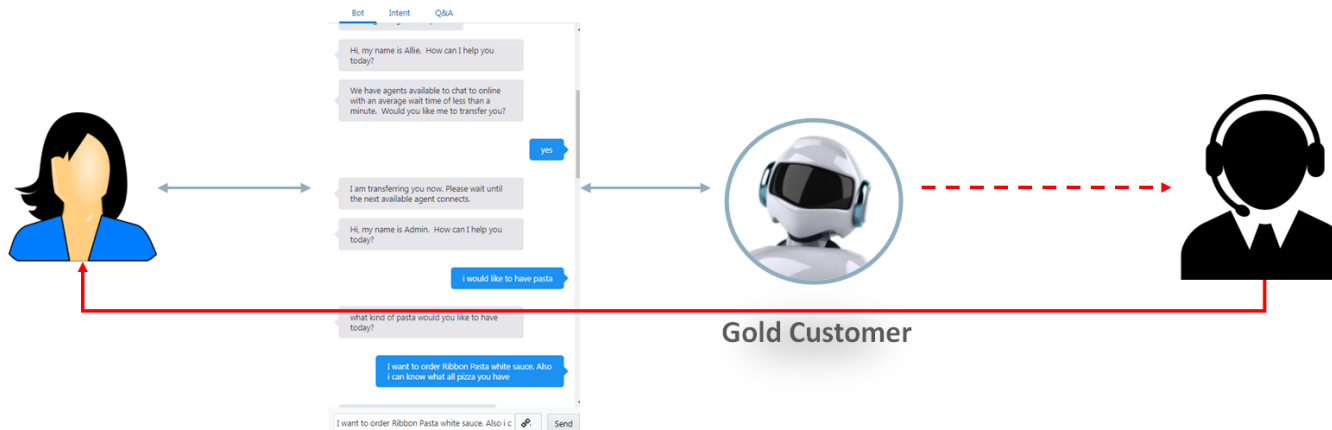 Bot Intent Q&A
Hi, my name is Allie. How can I help you
today?
We have agents available to chat to online
with an average wait time of less than a
minute. Would you like me to transfer you?
yes
I am transferring you now. Please wait until
the next available agent connects.
Hi, my name is Admin. How can I help you
today?
i would like to have pasta
what kind of pasta would you like to have
today?
Gold Customer
I want to order Ribbon Pasta white sauce. Also
i can know what all pizza you have
I want to order Ribbon Pasta white sauce. Also i c
Send